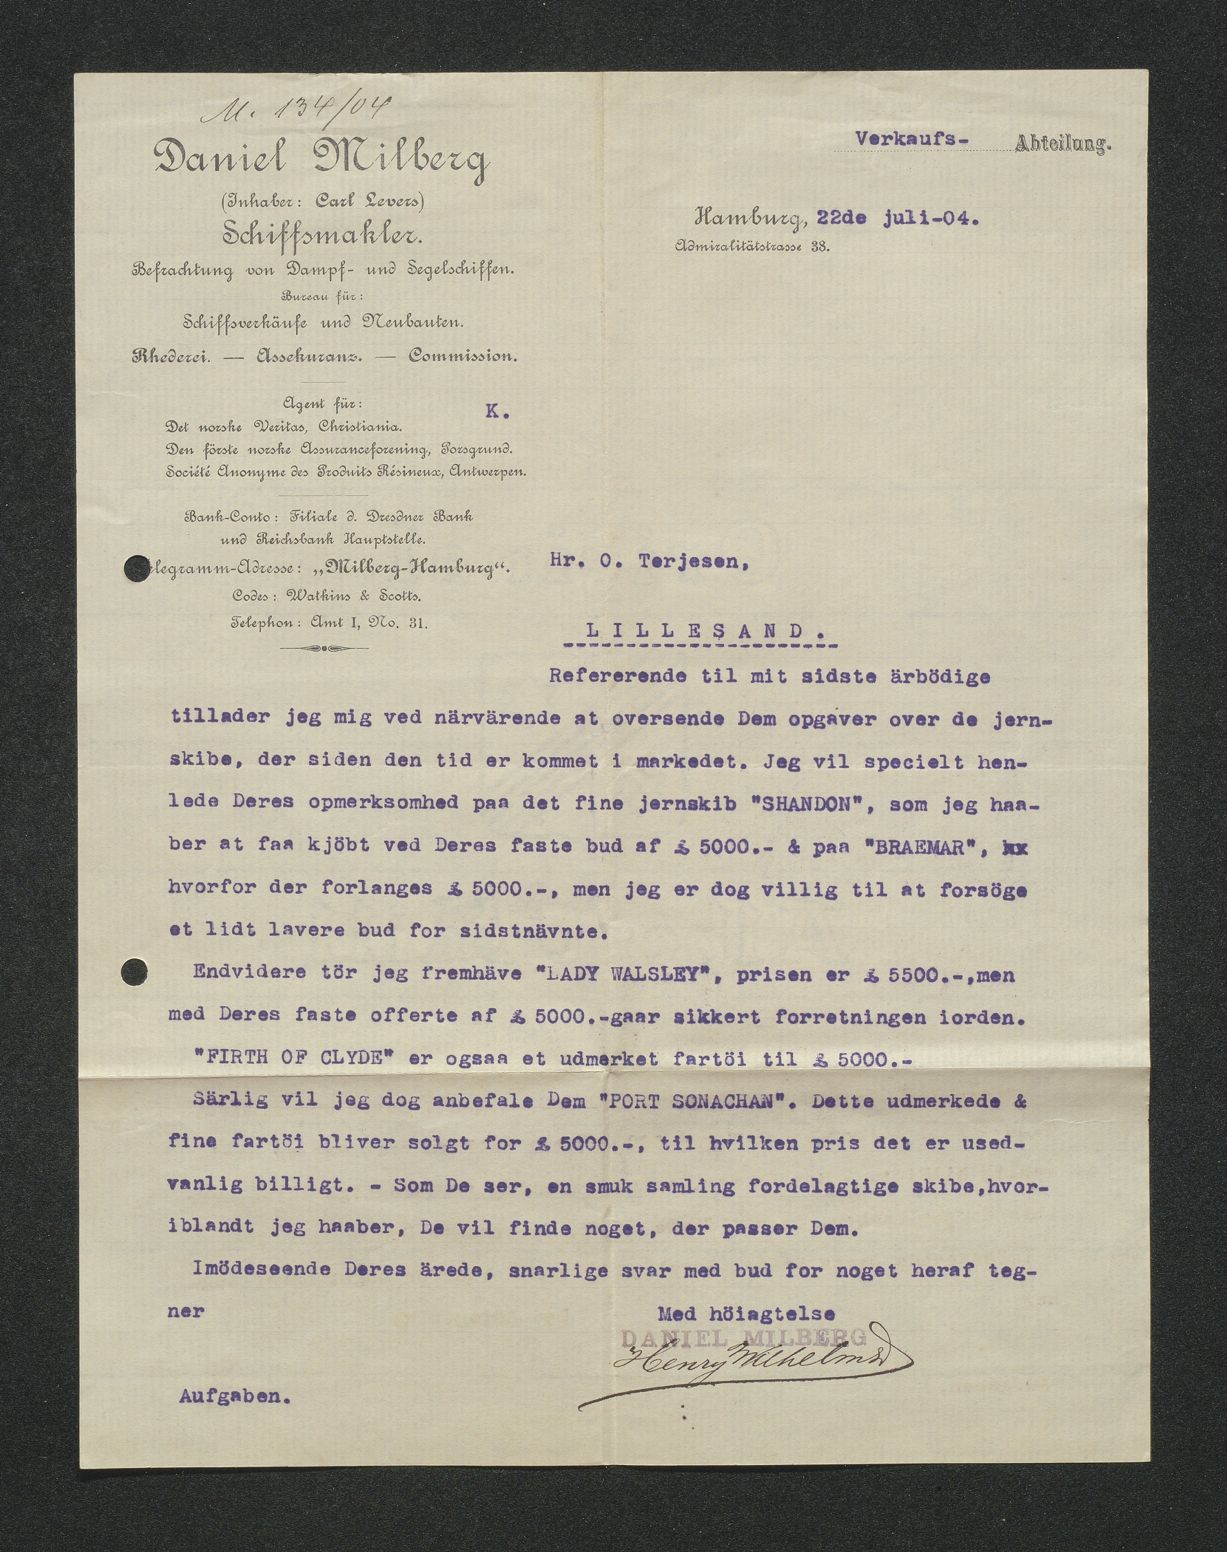 M. 134/04
Daniel Milberg
(Inhaber: Carl Levers)
Schiffsmakler.
Befrachtung von Dampf- und Segelschiffen.
Bureau für:
Schiffsverkäufe und Neubauten.
Rhederei. — Assekuranz. — Commission.
Agent für:
Det norske Veritas, Christiania.
Den förste norske Assuranceforening, Porsgrund.
Société Anonyme des Produits Résineux, Antwerpen.
K.
Bank-Conto: Filiale d. Dresdner Bank
und Reichsbank Hauptstelle.
legramm-Adresse: „Milberg-Hamburg“.
Codes: Watkins & Scotts.
Telephon: Amt I, No. 31.
Verkaufs- Abteilung.
Hamburg, 22de juli-04.
Admiralitätstrasse 38.
Hr. O. Terjesen,
LILLESAND.
Refererende til mit sidste ärbödige
tillader jeg mig ved närvärende at oversende Dem opgaver over de jern-
skibe, der siden den tid er kommet i markedet. Jeg vil specielt hen-
lede Deres opmerksomhed paa det fine jernskib "SHANDON", som jeg haa-
ber at faa kjöbt ved Deres faste bud af £ 5000.- & paa "BRAEMAR",
hvorfor der forlanges £ 5000.-, men jeg er dog villig til at forsöge
et lidt lavere bud for sidstnävnte.
Endvidere tör jeg fremhäve "LADY WALSLEY", prisen er £ 5500.-,men
med Deres faste offerte af £ 5000.-gaar sikkert forretningen iorden.
"FIRTH OF CLYDE" er ogsaa et udmerket fartöi til £ 5000.-
Särlig vil jeg dog anbefale Dem "PORT SONACHAN". Dette udmerkede &
fine fartöi bliver solgt for £ 5000.-, til hvilken pris det er used-
vanlig billigt. - Som De ser, en smuk samling fordelagtige skibe,hvor-
iblandt jeg haaber, De vil finde noget, der passer Dem.
Imödeseende Deres ärede, snarlige svar med bud for noget heraf teg-
ner
Med höiagtelse
DANIEL MILBERG
Henry Wilhelmsd
Aufgaben.